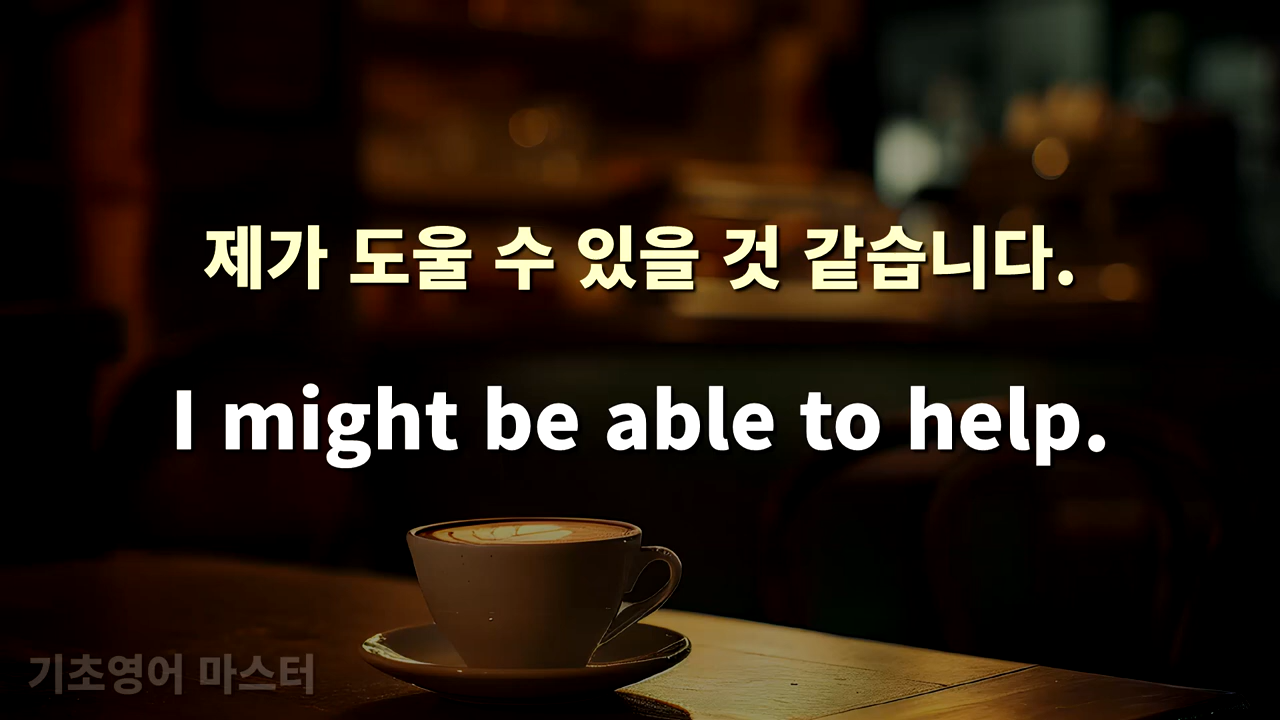 제가 도울 수 있을 것 같습니다.
I might be able to help.
기초영어 마스터